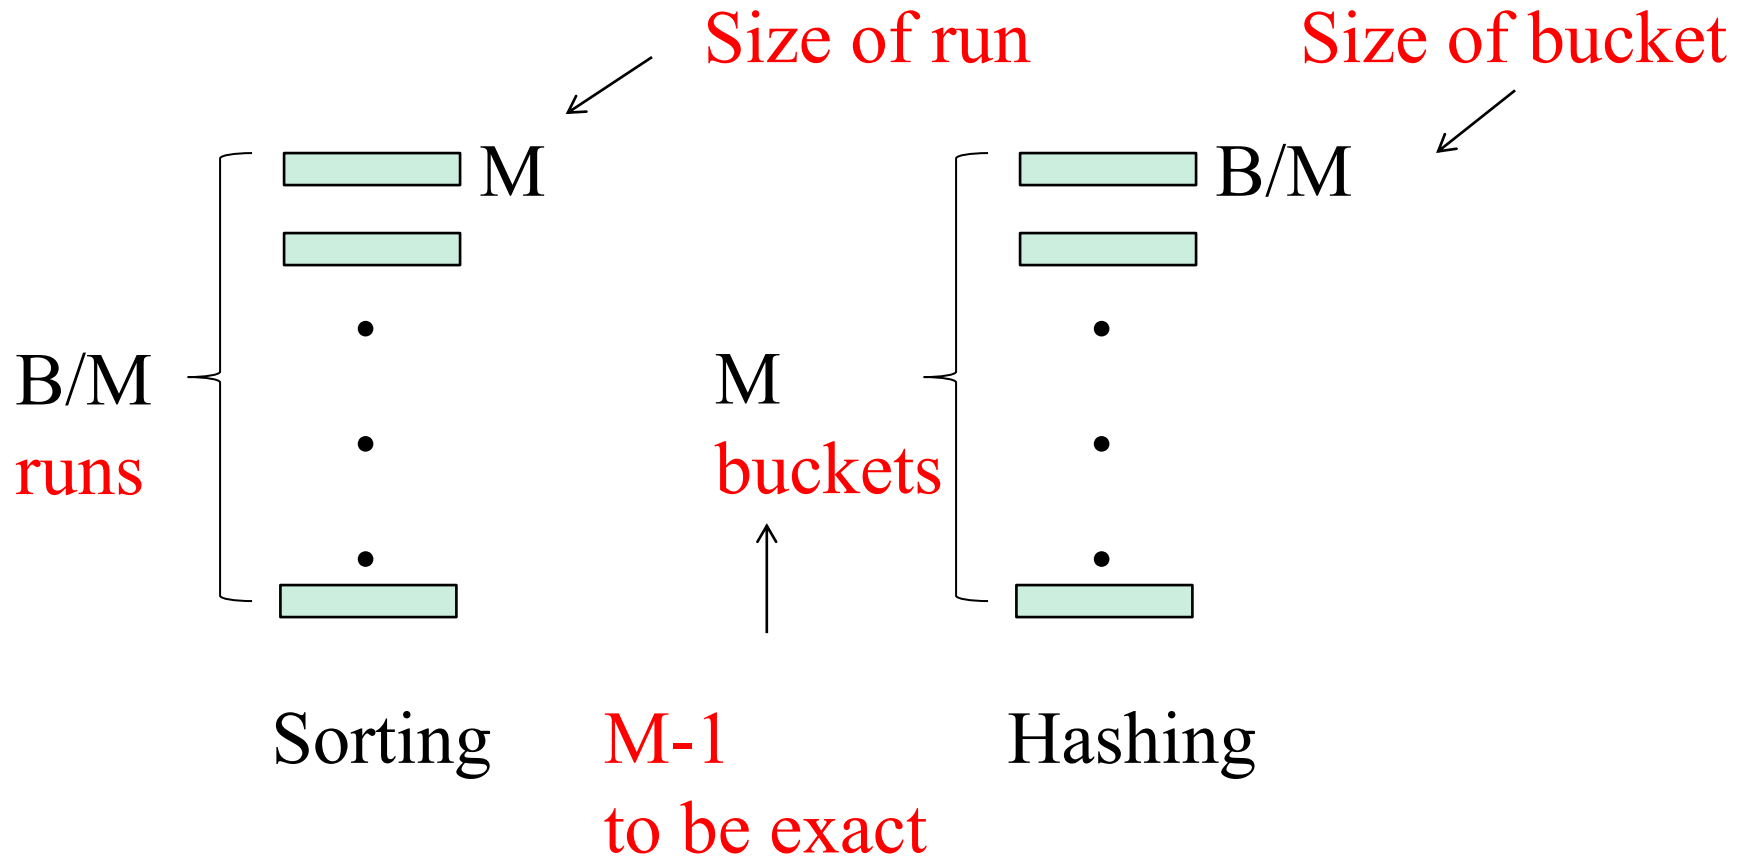 Size of run
Size of bucket
M
B/M
B/M
runs
M
buckets
Sorting
M-1
to be exact
Hashing